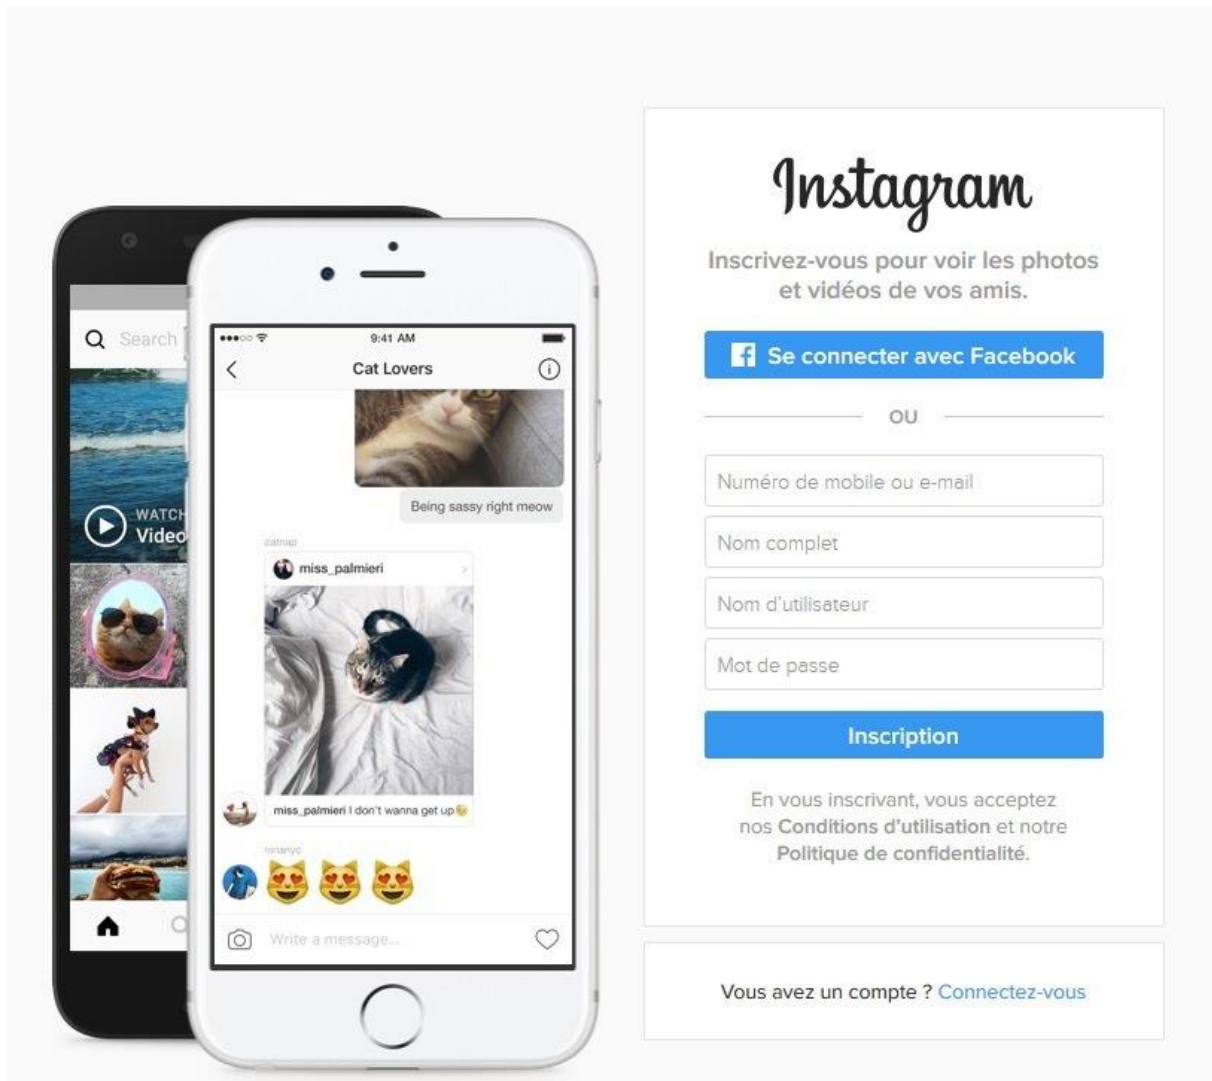 Instagram
Inscrivez-vous pour voir les photos
et vidéos de vos amis.
Se connecter avec Facebook
OU
Numéro de mobile ou e-mail
Nom complet
Nom d'utilisateur
Mot de passe
Inscription
En vous inscrivant, vous acceptez
nos Conditions d'utilisation et notre
Politique de confidentialité.
Vous avez un compte ? Connectez-vous
Search
WATCH
Video
9:41 AM
Cat Lovers
Being sassy right meow
catnap
miss_palmieri
miss_palmieri I don't wanna get up
Write a message...